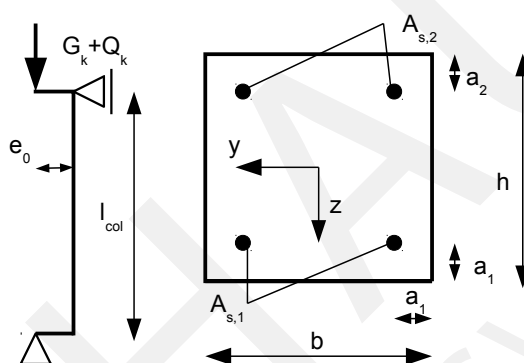 G_k+Q_k
e_0
l_col
A_s,2
a_2
y
z
h
a_1
A_s,1
a_1
b